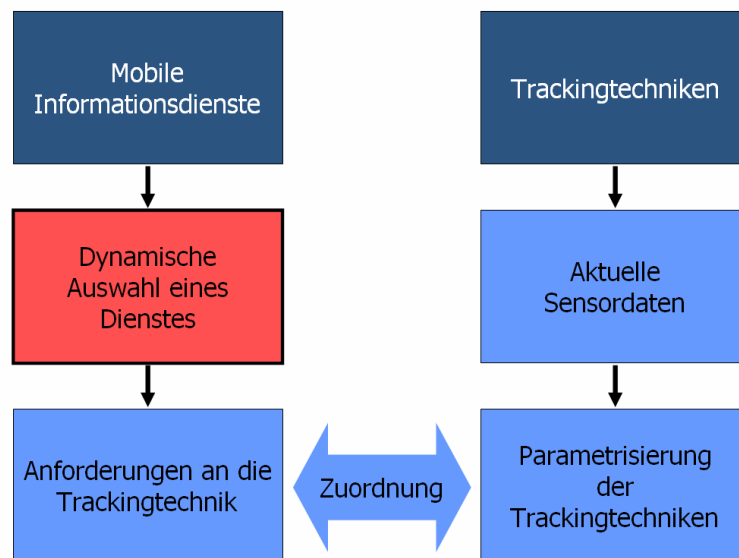 Mobile
Informationsdienste
Trackingtechniken
Dynamische
Auswahl eines
Dienstes
Aktuelle
Sensordaten
Anforderungen an die
Trackingtechnik
Zuordnung
Parametrisierung
der
Trackingtechniken